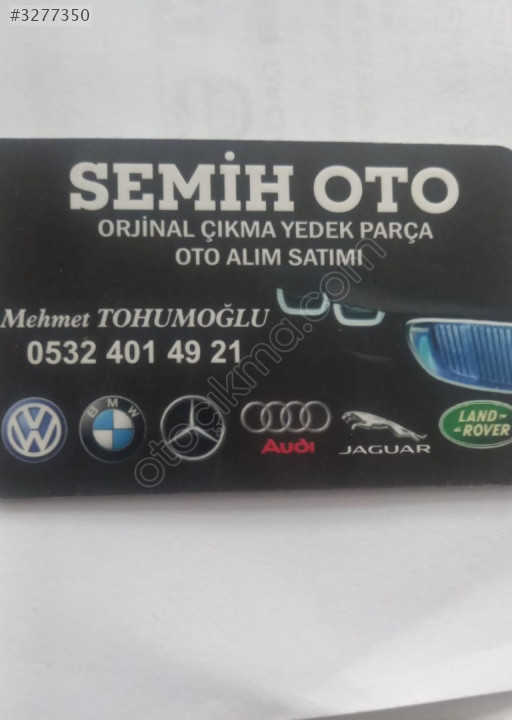 #3277350
SEMİH OTO
ORJİNAL ÇIKMA YEDEK PARÇA
OTO ALIM SATIMI
Mehmet TOHUMOĞLU
0532 401 49 21
BMW
Audi
JAGUAR
LAND-
-ROVER
otocikma.com